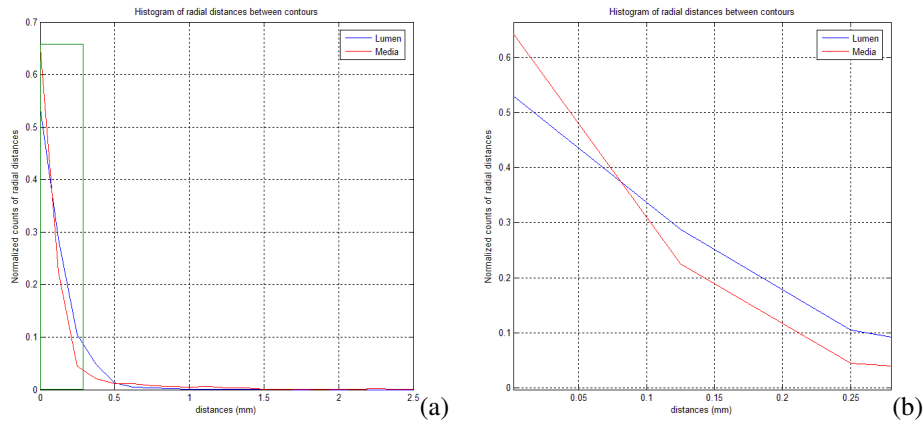 Histogram of radial distances between contours
Normalized counts of radial distances
0.7
0.6
0.5
0.4
0.3
0.2
0.1
0
0 0.5 1 1.5 2 2.5
distances (mm)
Lumen
Media
(a)
Histogram of radial distances between contours
Normalized counts of radial distances
0.6
0.5
0.4
0.3
0.2
0.1
0
0.05 0.1 0.15 0.2 0.25
distances (mm)
Lumen
Media
(b)